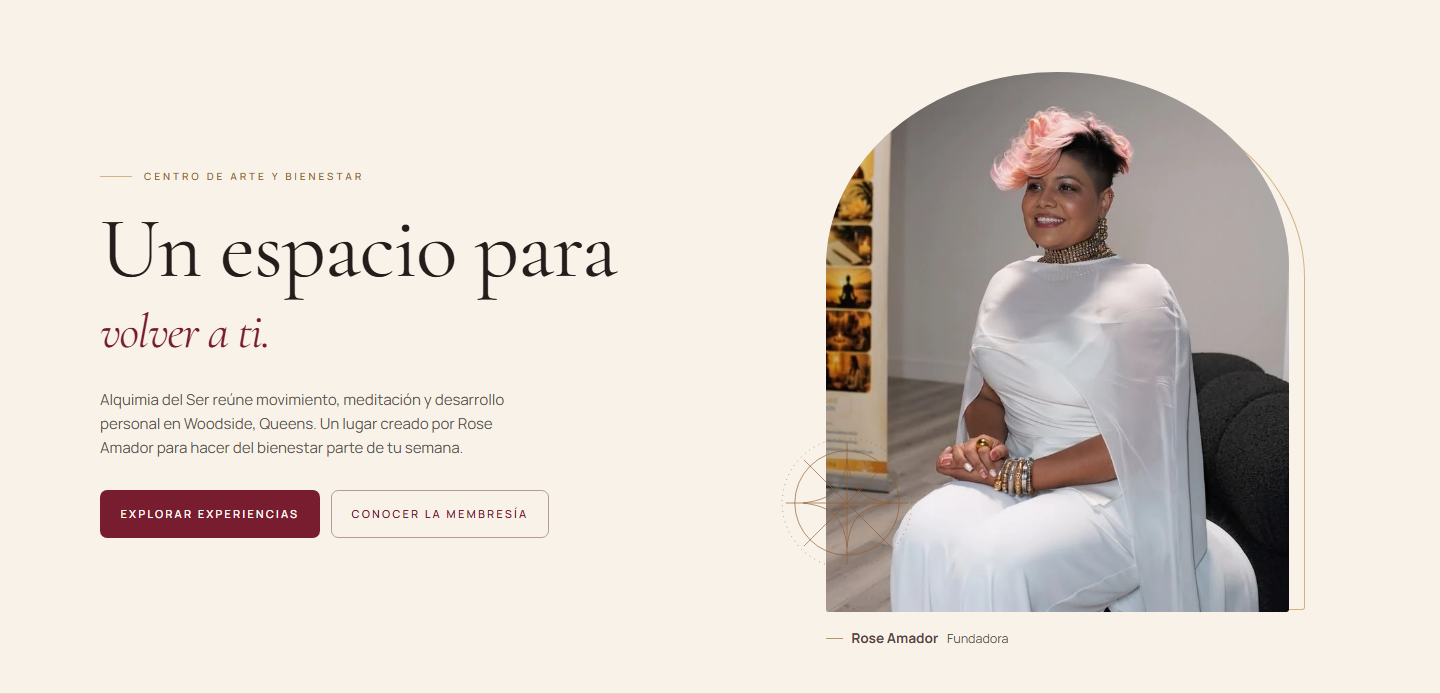 CENTRO DE ARTE Y BIENESTAR
Un espacio para
volver a ti.
Alquimia del Ser reúne movimiento, meditación y desarrollo
personal en Woodside, Queens. Un lugar creado por Rose
Amador para hacer del bienestar parte de tu semana.
EXPLORAR EXPERIENCIAS
CONOCER LA MEMBRESÍA
Rose Amador Fundadora